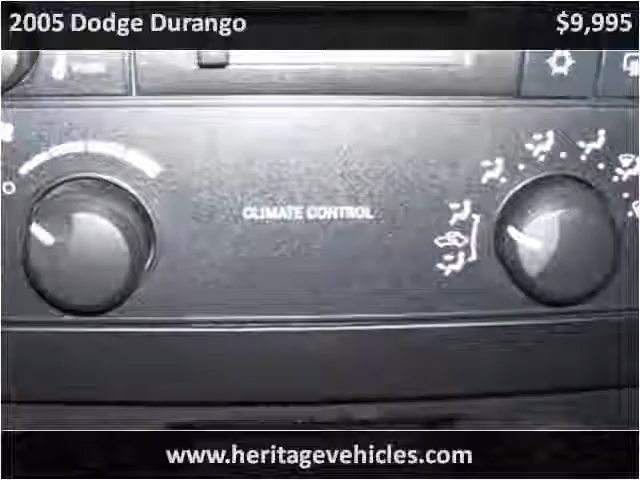 2005 Dodge Durango $9,995
CLIMATE CONTROL
www.heritagevehicles.com